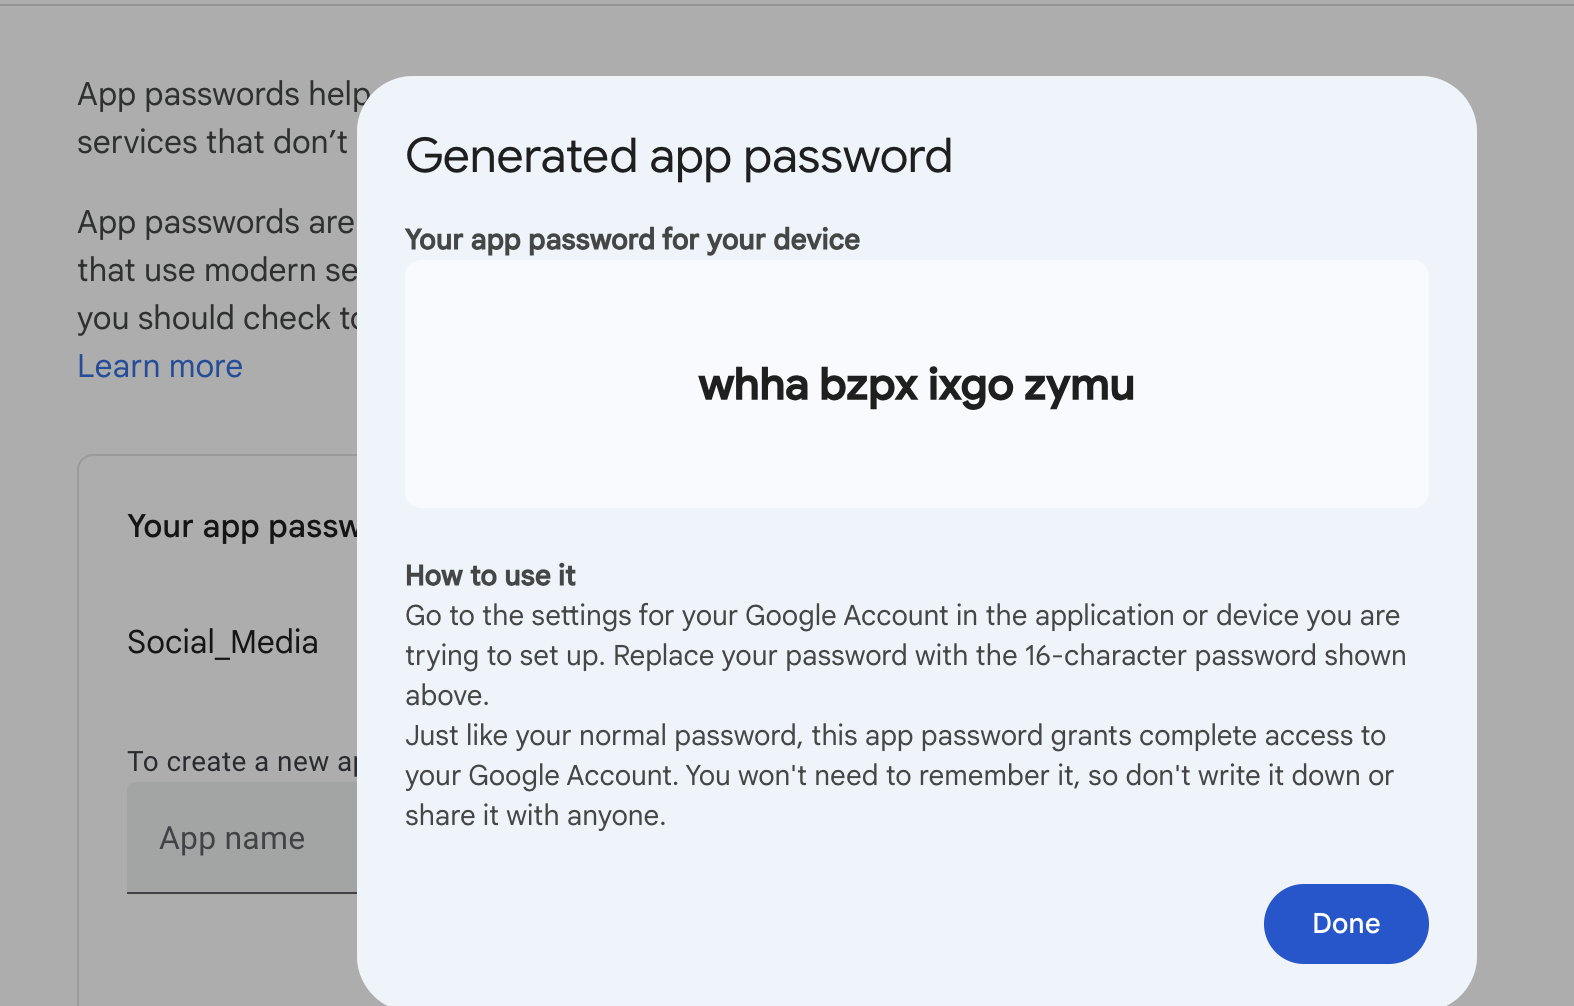 App passwords help
services that don’t
App passwords are
that use modern se
you should check to
Learn more
Your app passw
Social_Media
To create a new ap
App name
Generated app password
Your app password for your device
whha bzpx ixgo zymu
How to use it
Go to the settings for your Google Account in the application or device you are
trying to set up. Replace your password with the 16-character password shown
above.
Just like your normal password, this app password grants complete access to
your Google Account. You won't need to remember it, so don't write it down or
share it with anyone.
Done